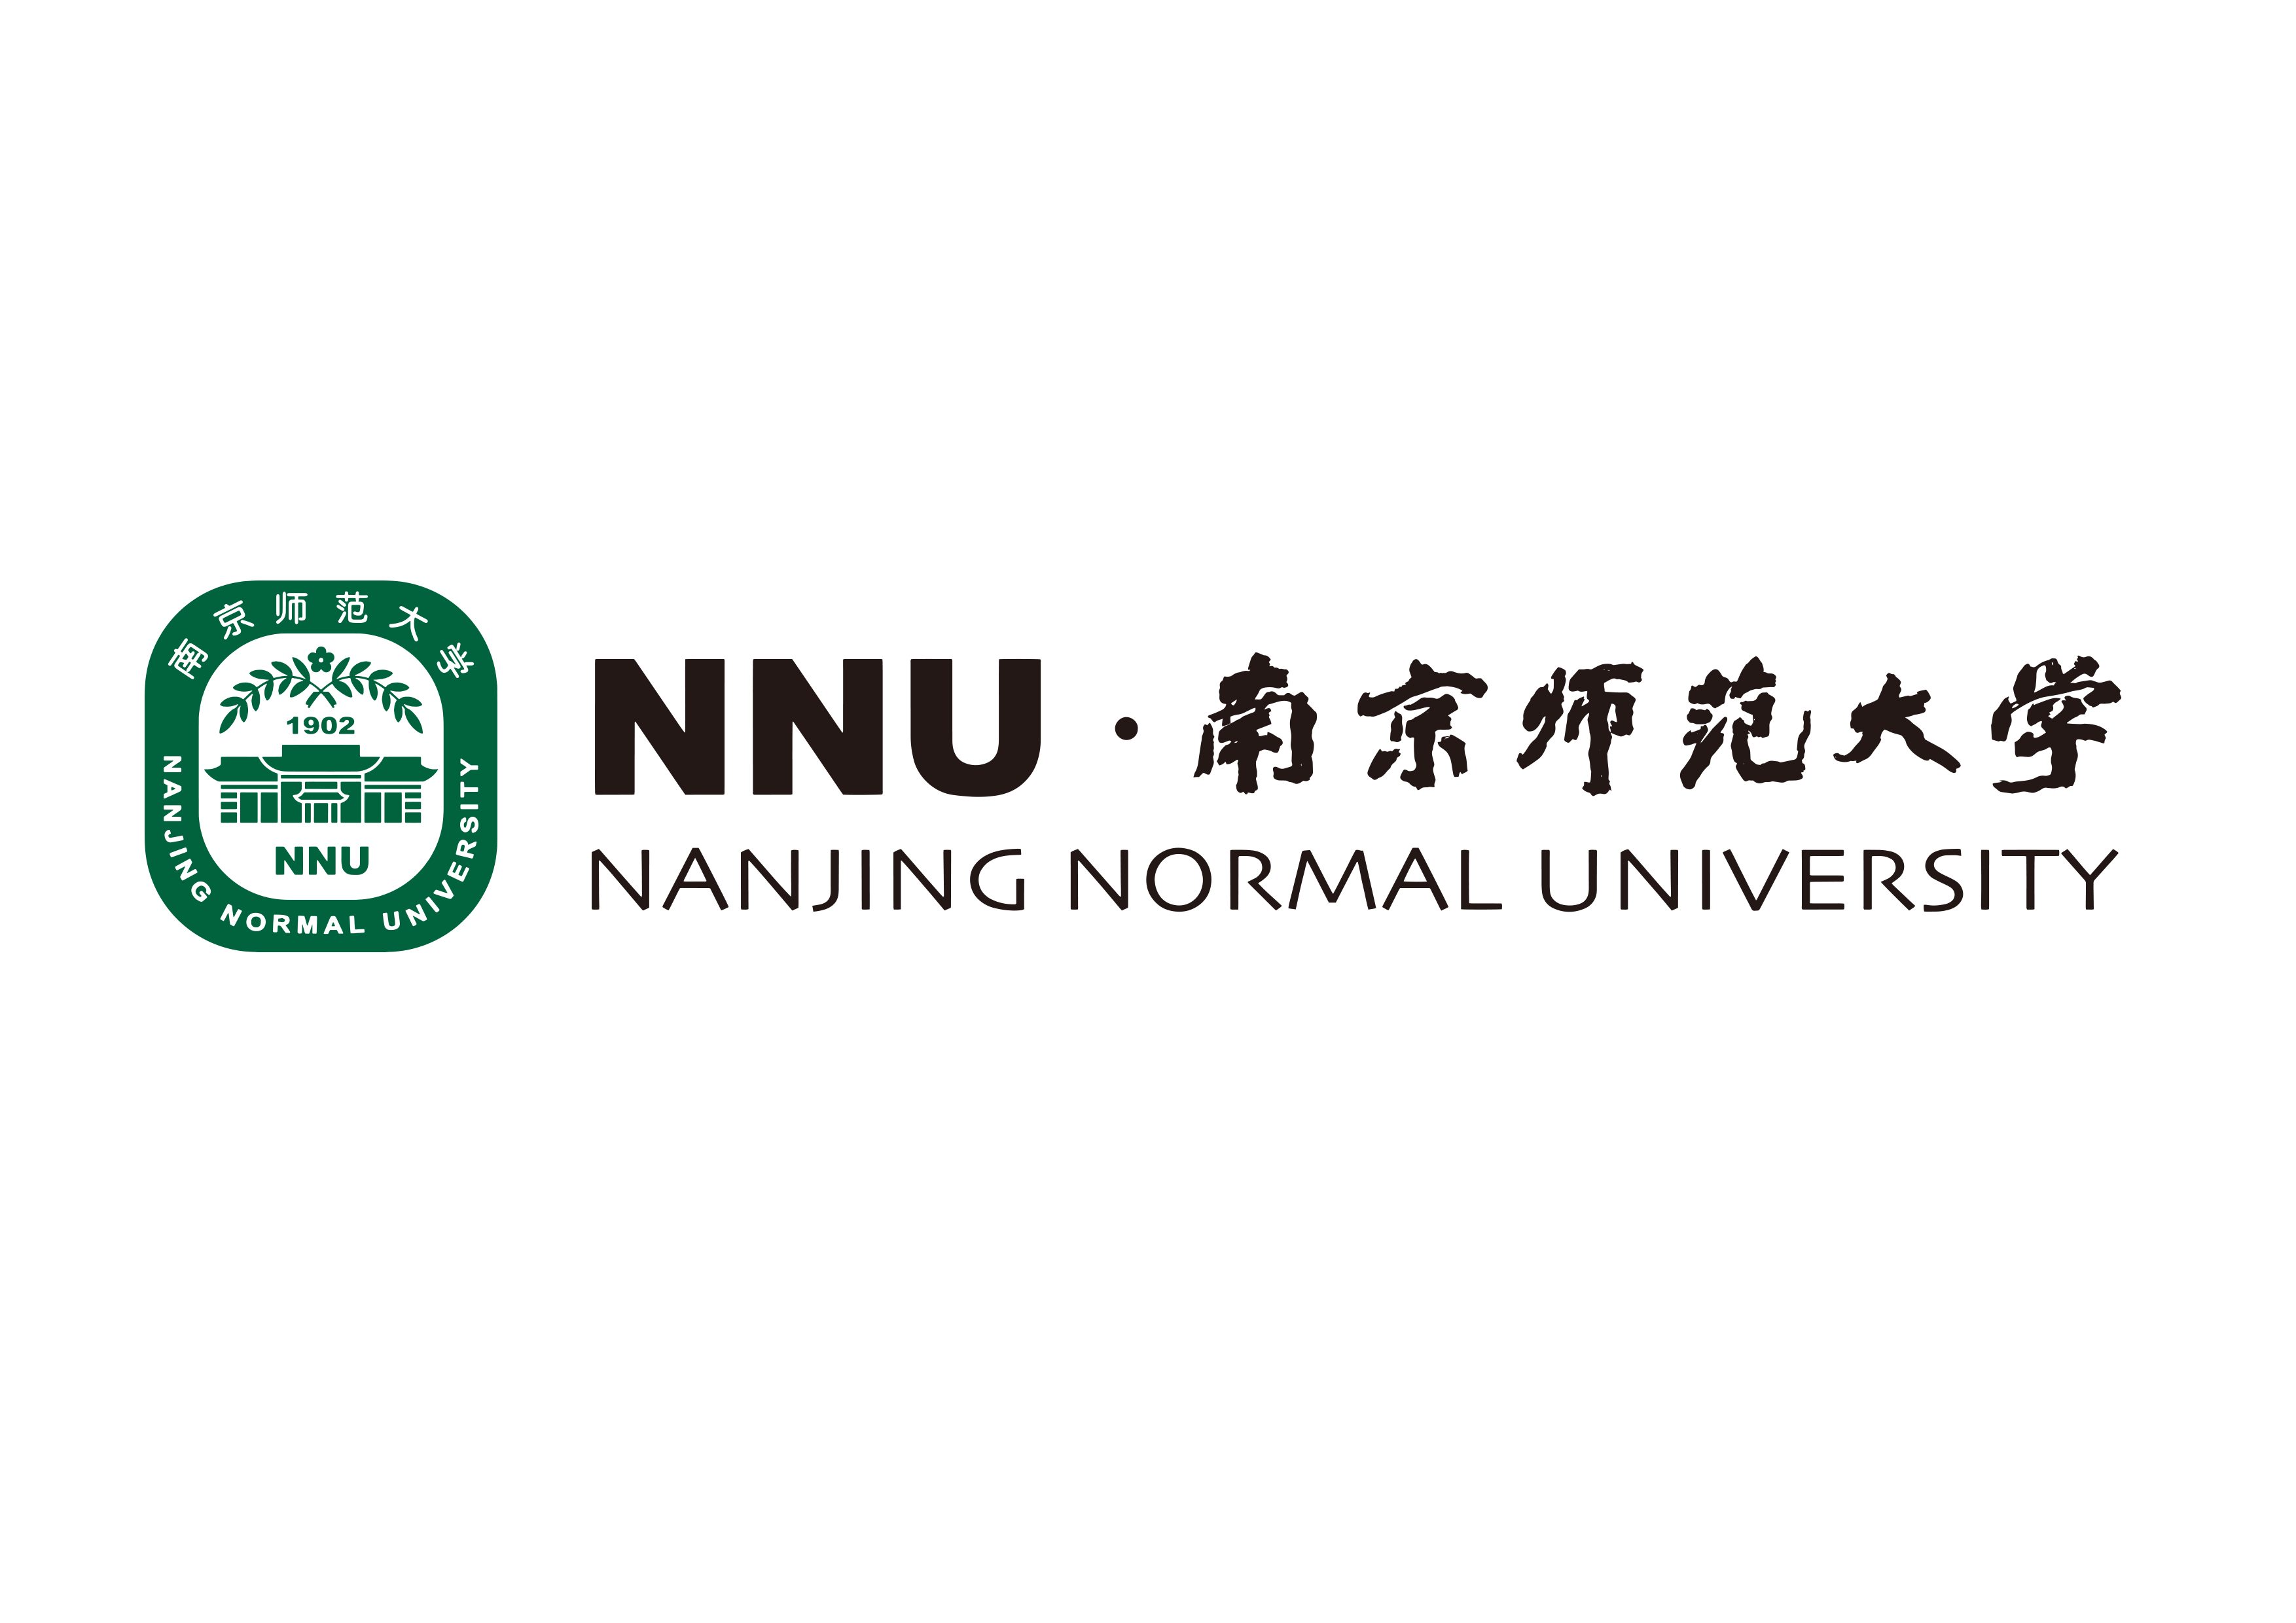 南京师范大学
1902
NNU
NANJING NORMAL UNIVERSITY
NNU·南京师范大学
NANJING NORMAL UNIVERSITY